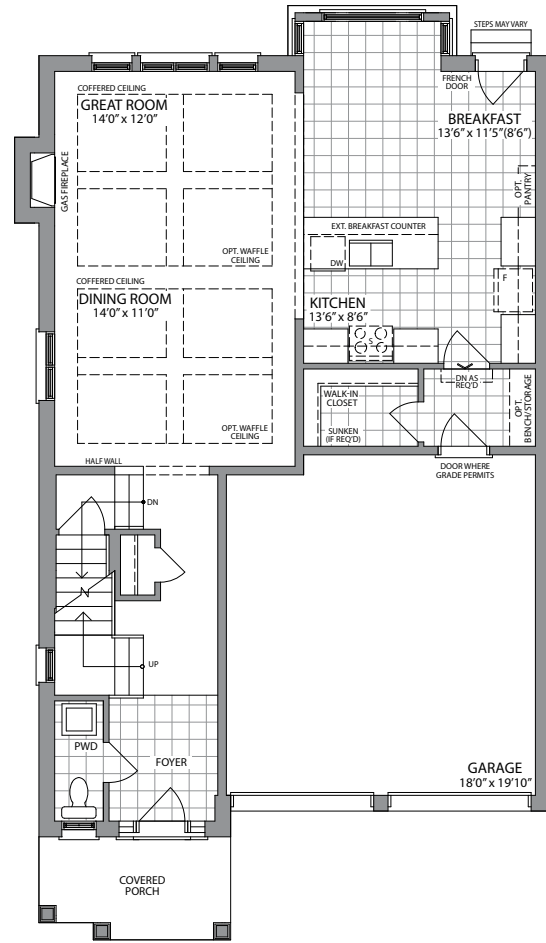 STEPS MAY VARY
COFFERED CEILING
GREAT ROOM
14'0" x 12'0"
FRENCH
DOOR
BREAKFAST
13'6" x 11'5"(8'6")
GAS FIREPLACE
OPT.
PANTRY
EXT. BREAKFAST COUNTER
DW
OPT. WAFFLE
CEILING
F
COFFERED CEILING
DINING ROOM
14'0" x 11'0"
KITCHEN
13'6" x 8'6"
S
DN AS
REQ'D
WALK-IN
CLOSET
SUNKEN
(IF REQ'D)
OPT.
BENCH/STORAGE
OPT. WAFFLE
CEILING
HALF WALL
DOOR WHERE
GRADE PERMITS
DN
N
UP
PWD
FOYER
GARAGE
18'0" x 19'10"
COVERED
PORCH